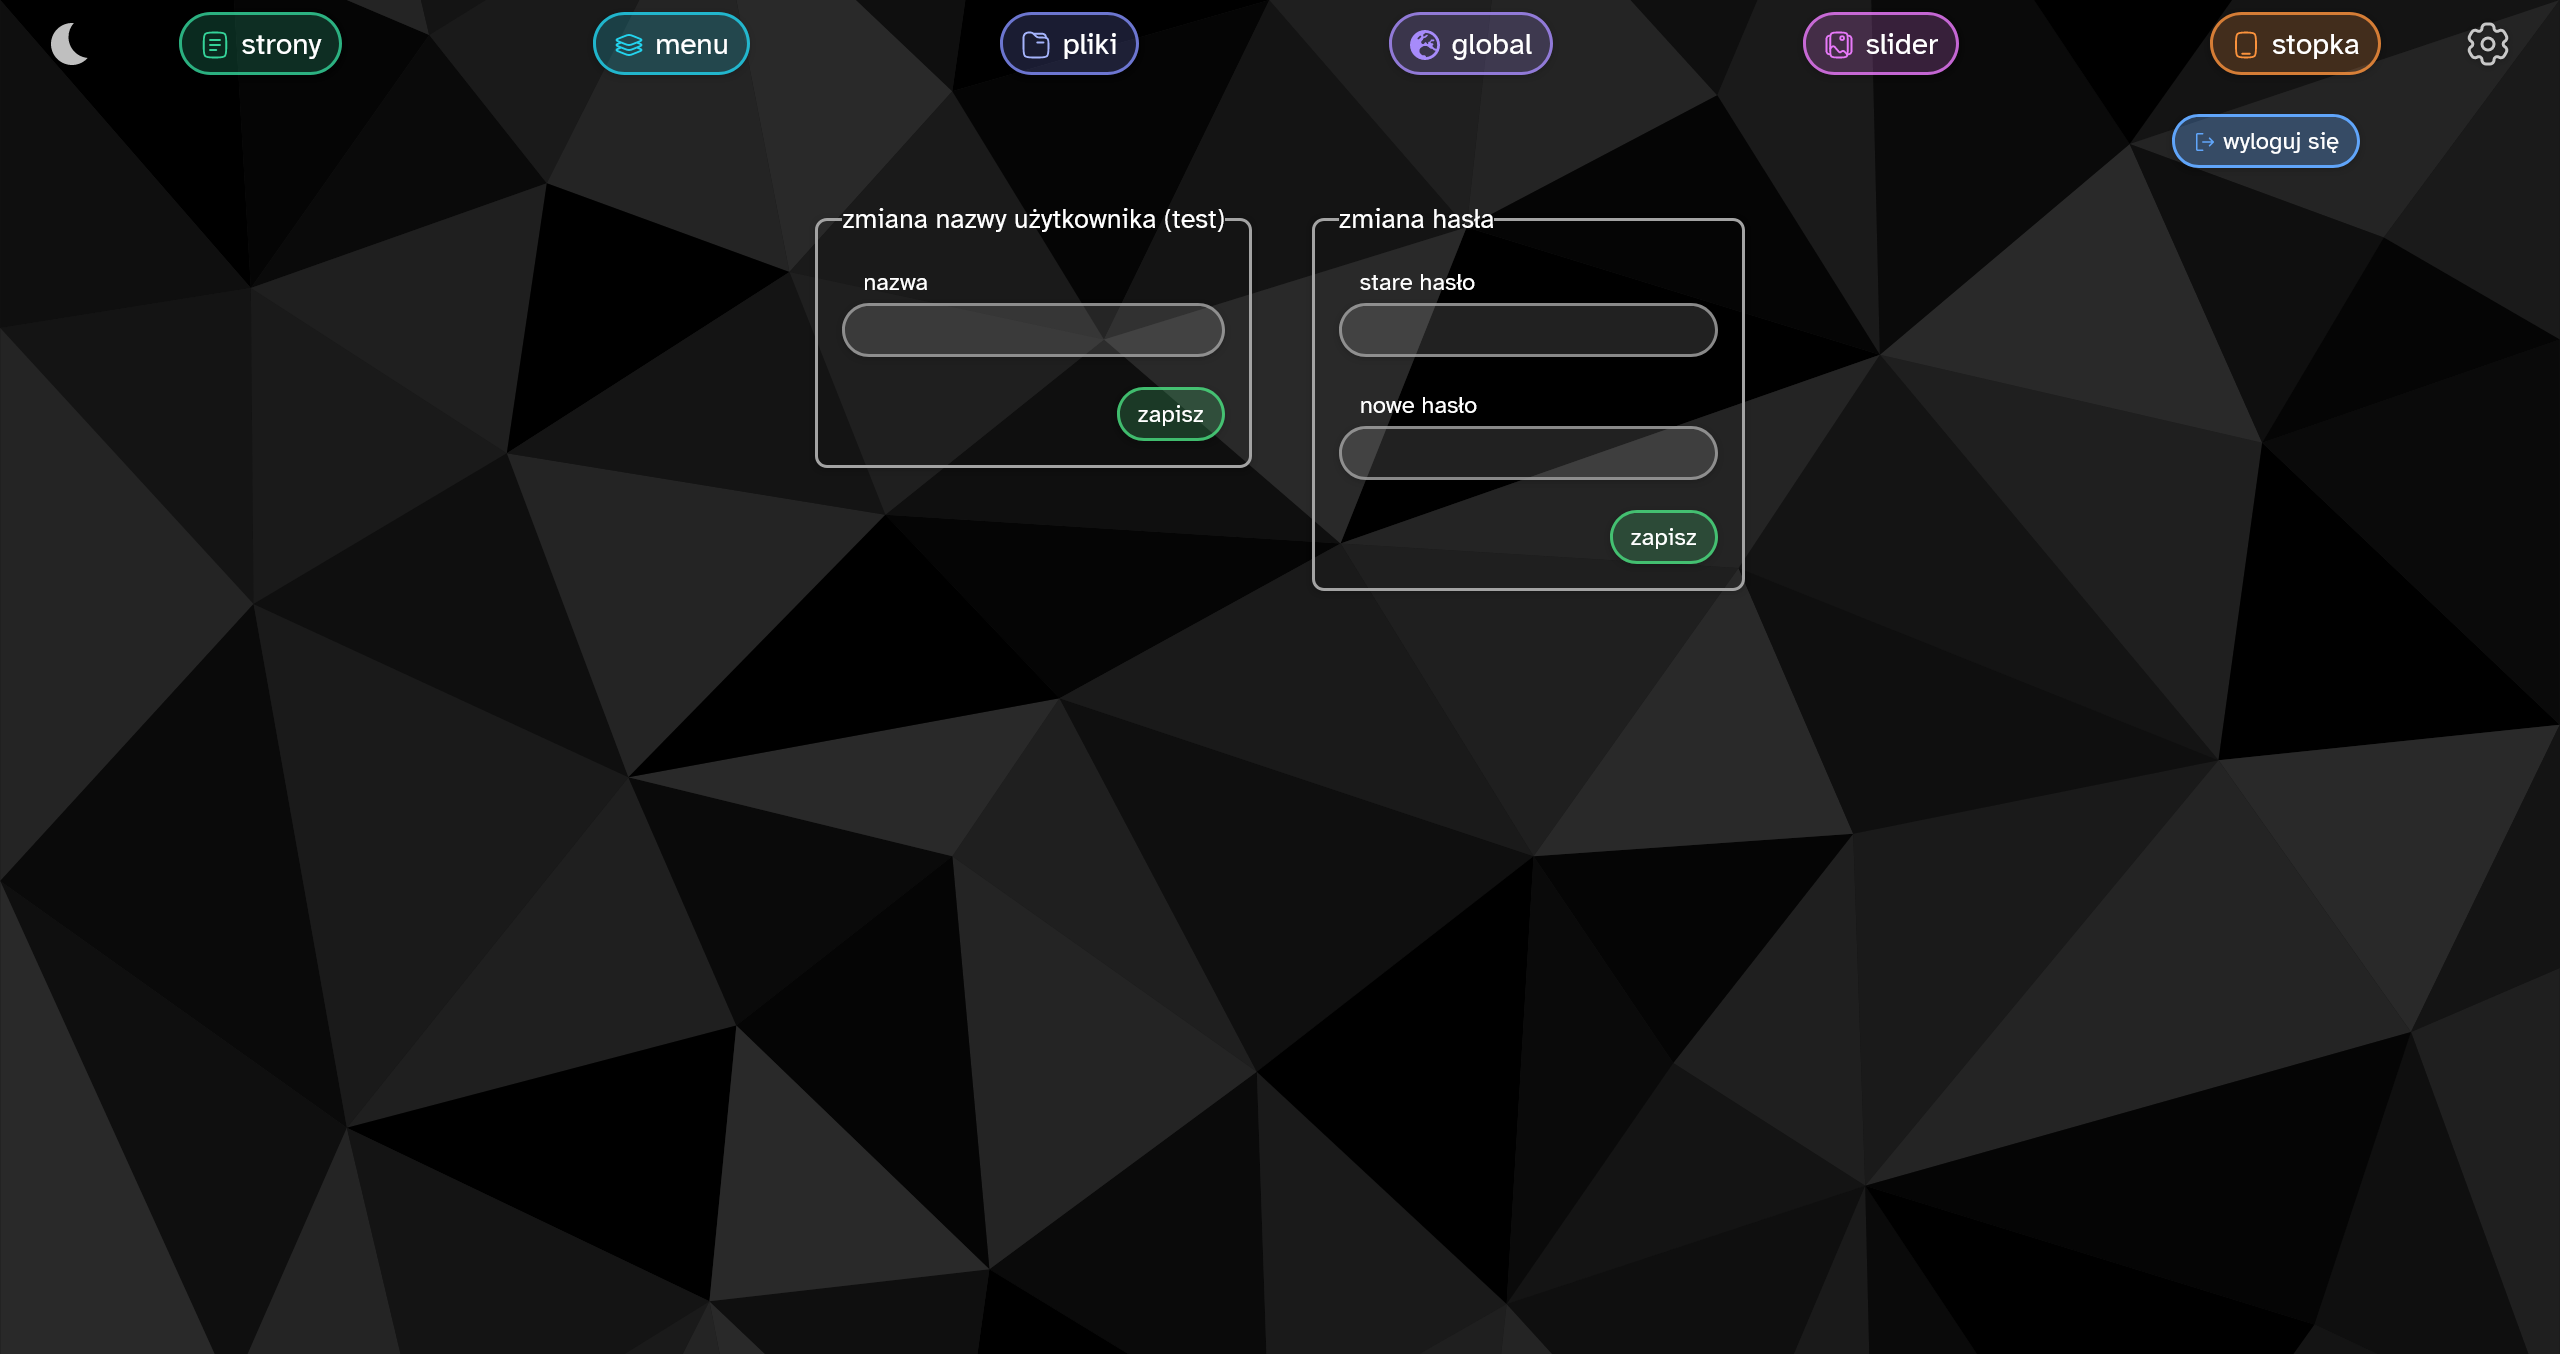 strony
menu
pliki
global
slider
stopka
wyloguj się
zmiana nazwy użytkownika (test)
nazwa
zapisz
zmiana hasła
stare hasło
nowe hasło
zapisz